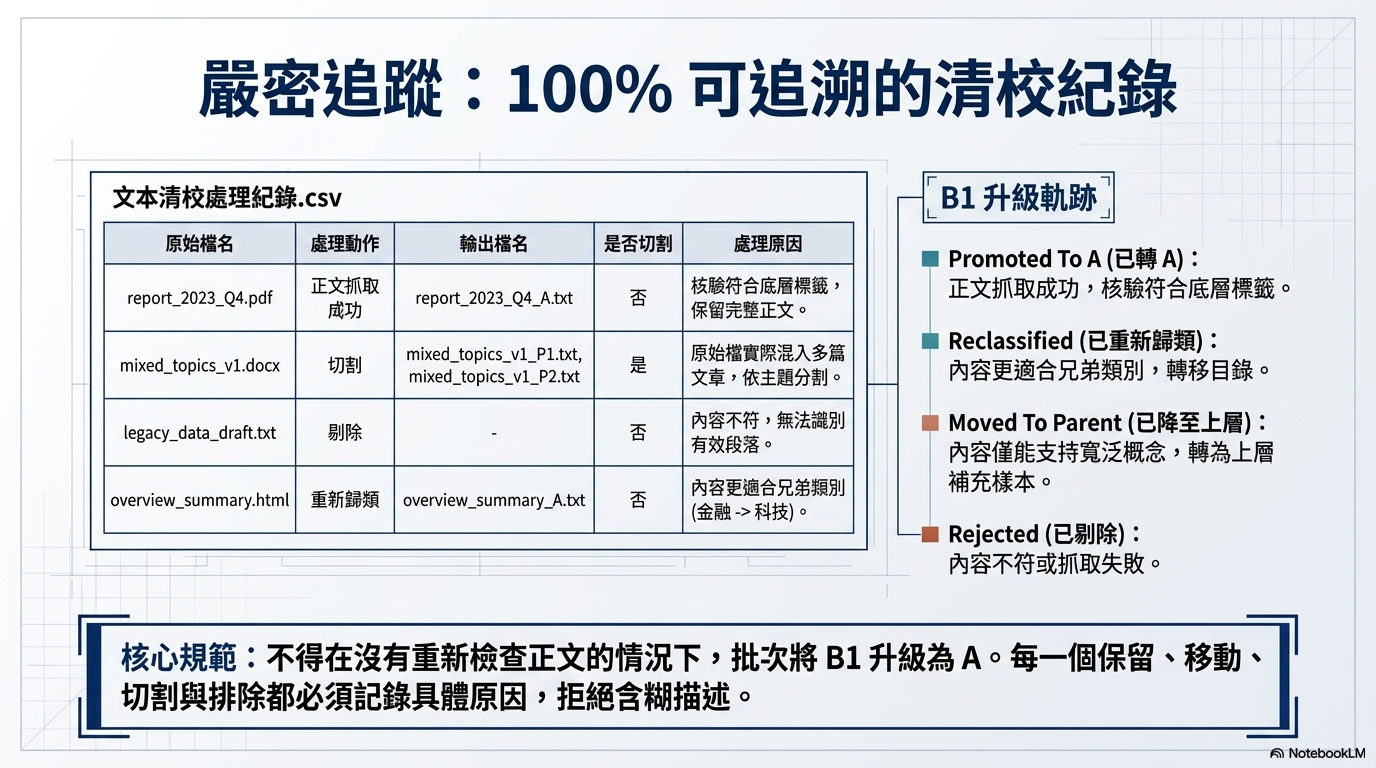 嚴密追蹤：100% 可追溯的清校紀錄
文本清校處理紀錄.csv
原始檔名 處理動作 輸出檔名 是否切割 處理原因
report_2023_Q4.pdf 正文抓取成功 report_2023_Q4_A.txt 否 核驗符合底層標籤，保留完整正文。
mixed_topics_v1.docx 切割 mixed_topics_v1_P1.txt, mixed_topics_v1_P2.txt 是 原始檔實際混入多篇文章，依主題分割。
legacy_data_draft.txt 剔除 - 否 內容不符，無法識別有效段落。
overview_summary.html 重新歸類 overview_summary_A.txt 否 內容更適合兄弟類別 (金融 -> 科技)。
B1 升級軌跡
Promoted To A (已轉 A)：
正文抓取成功，核驗符合底層標籤。
Reclassified (已重新歸類)：
內容更適合兄弟類別，轉移目錄。
Moved To Parent (已降至上層)：
內容僅能支持寬泛概念，轉為上層
補充樣本。
Rejected (已剔除)：
內容不符或抓取失敗。
核心規範：不得在沒有重新檢查正文的情況下，批次將 B1 升級為 A。每一個保留、移動、
切割與排除都必須記錄具體原因，拒絕含糊描述。
NotebookLM